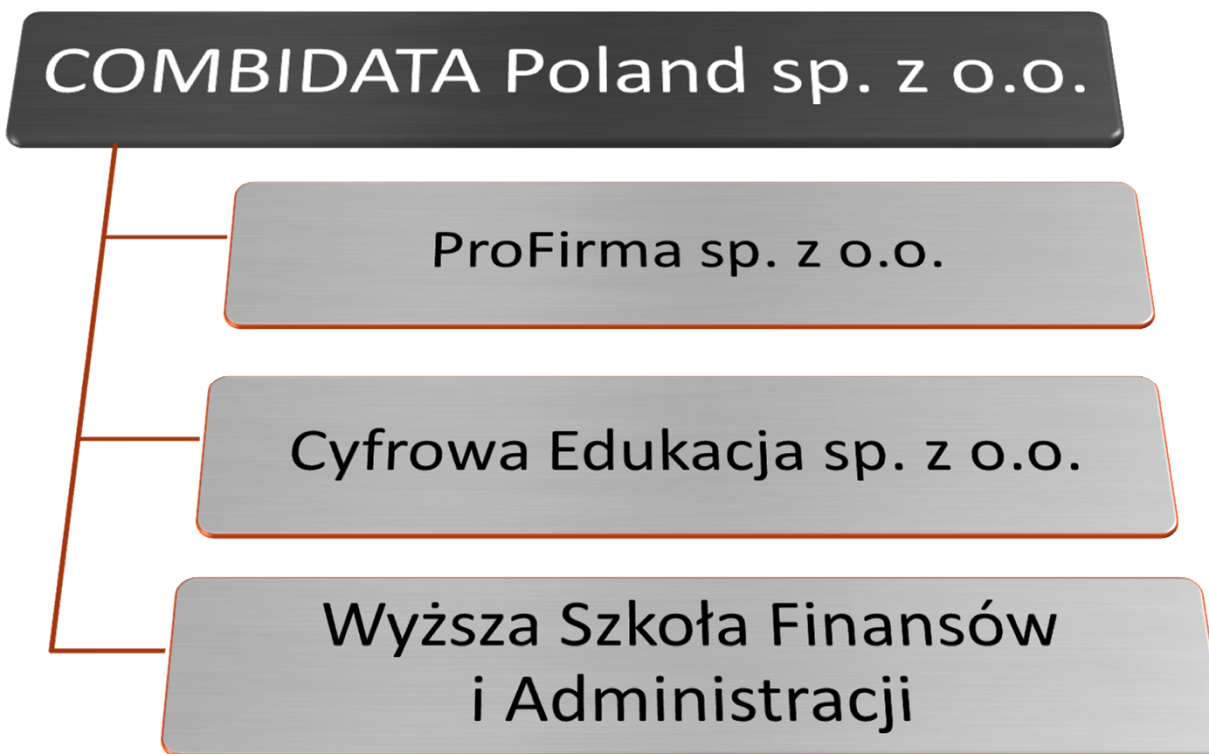 COMBIDATA Poland sp. z o.o.
ProFirma sp. z o.o.
Cyfrowa Edukacja sp. z o.o.
Wyższa Szkoła Finansów
i Administracji